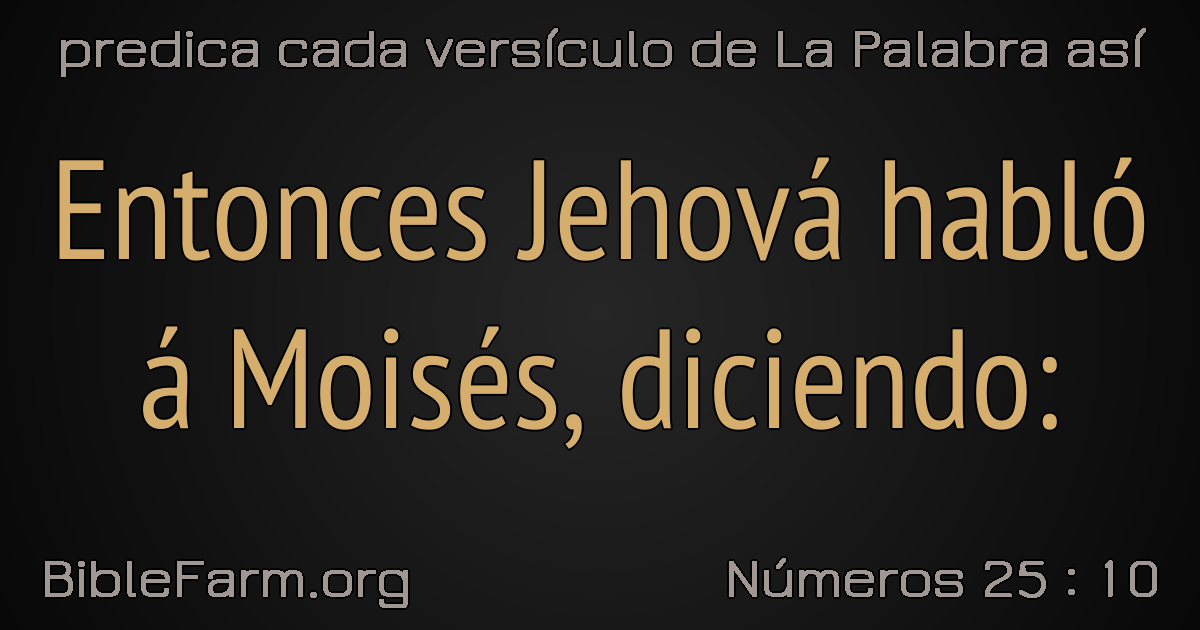 predica cada versículo de La Palabra así
Entonces Jehová habló
á Moisés, diciendo:
BibleFarm.org
Números 25 : 10